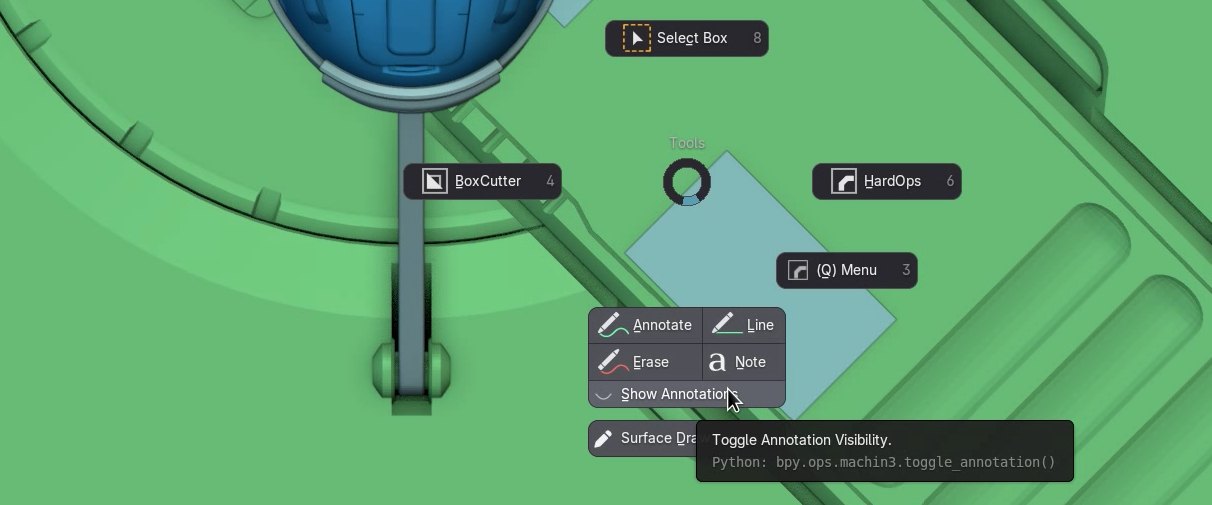 Select Box 8
Tools
BoxCutter 4
HardOps 6
(Q) Menu 3
Annotate
Line
Erase
a Note
Show Annotations
Surface Dra
Toggle Annotation Visibility.
Python: bpy.ops.machin3.toggle_annotation()